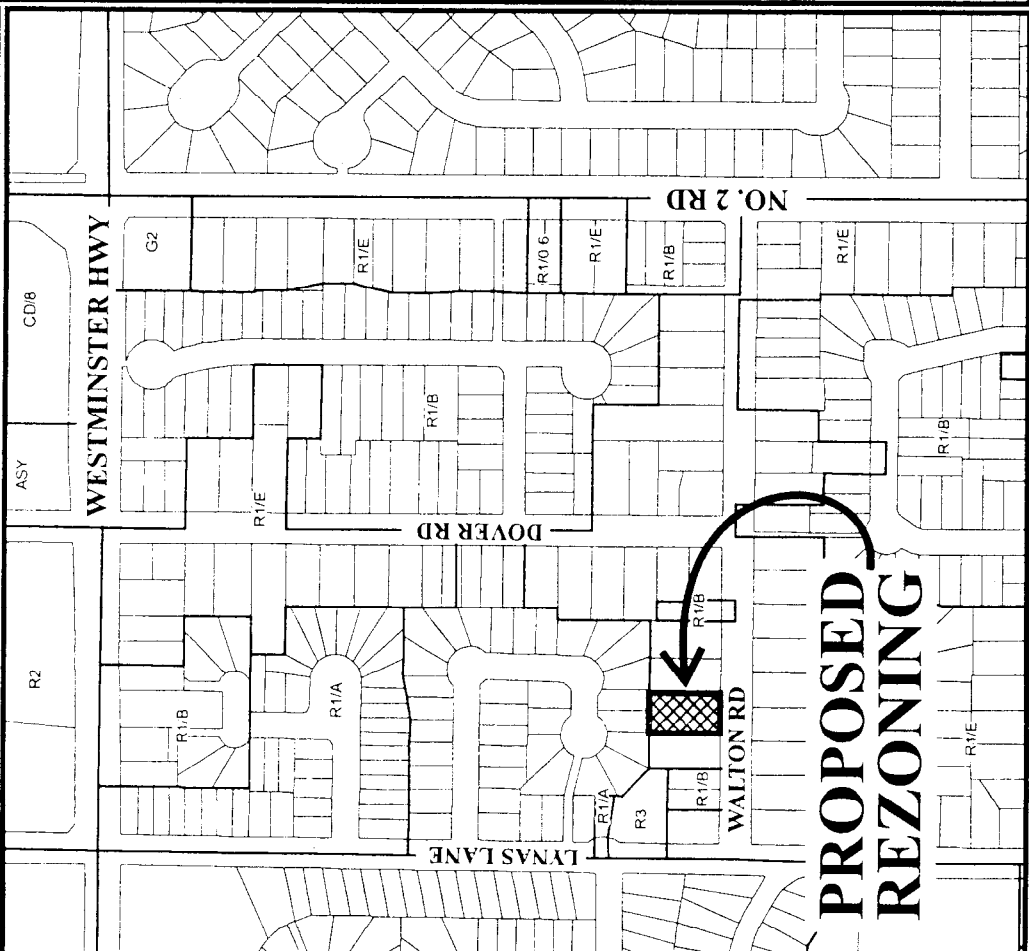 CD/8
ASY
R2
WESTMINSTER HWY
G2
R1/E
R1/0 6
R1/E
R1/B
NO. 2 RD
R1/E
R1/B
R1/E
DOVER RD
R1/B
R1/B
R1/A
R1/B
R1/A
R3
R1/B
WALTON RD
LYNAS LANE
R1/E
PROPOSED
REZONING